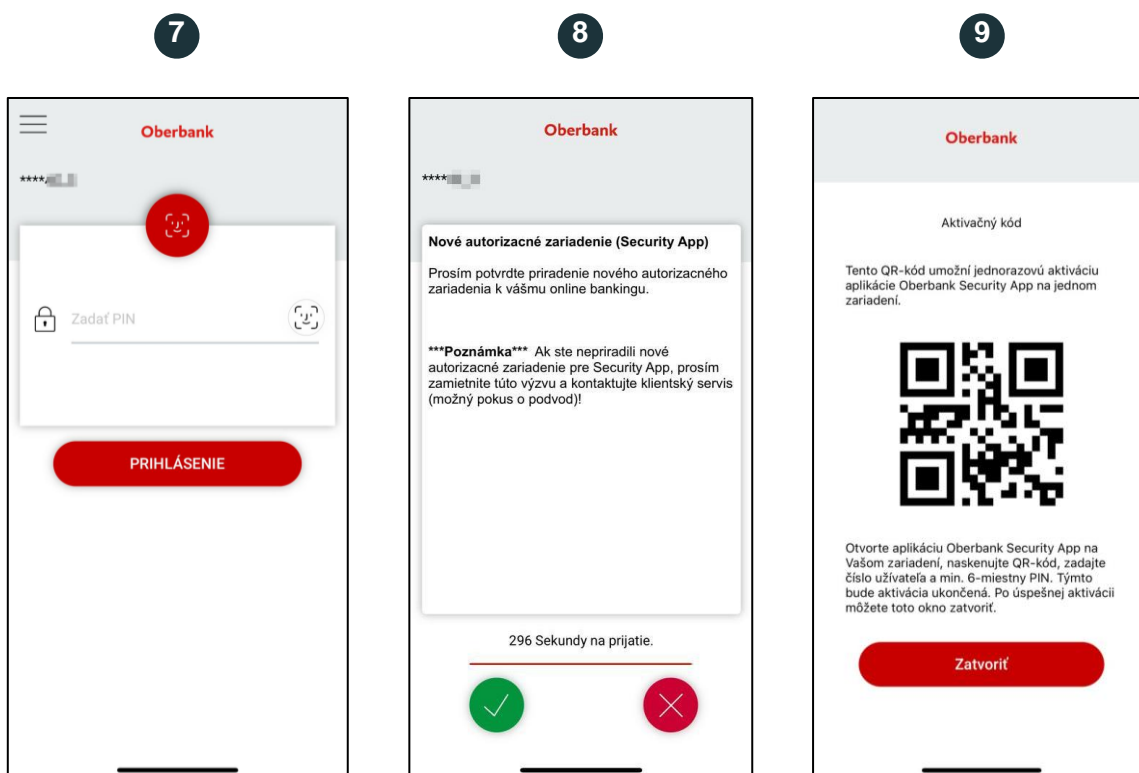 7
8
9
Oberbank
****
Zadať PIN
PRIHLÁSENIE
Oberbank
****
Nové autorizacné zariadenie (Security App)
Prosím potvrdte priradenie nového autorizacného
zariadenia k vášmu online bankingu.
***Poznámka*** Ak ste nepriradili nové
autorizacné zariadenie pre Security App, prosím
zamietnite túto výzvu a kontaktujte klientský servis
(možný pokus o podvod)!
296 Sekundy na prijatie.
Oberbank
Aktivačný kód
Tento QR-kód umožní jednorazovú aktiváciu
aplikácie Oberbank Security App na jednom
zariadení.
Otvorte aplikáciu Oberbank Security App na
Vašom zariadení, naskenujte QR-kód, zadajte
číslo užívateľa a min. 6-miestny PIN. Týmto
bude aktivácia ukončená. Po úspešnej aktivácii
môžete toto okno zatvoriť.
Zatvoriť